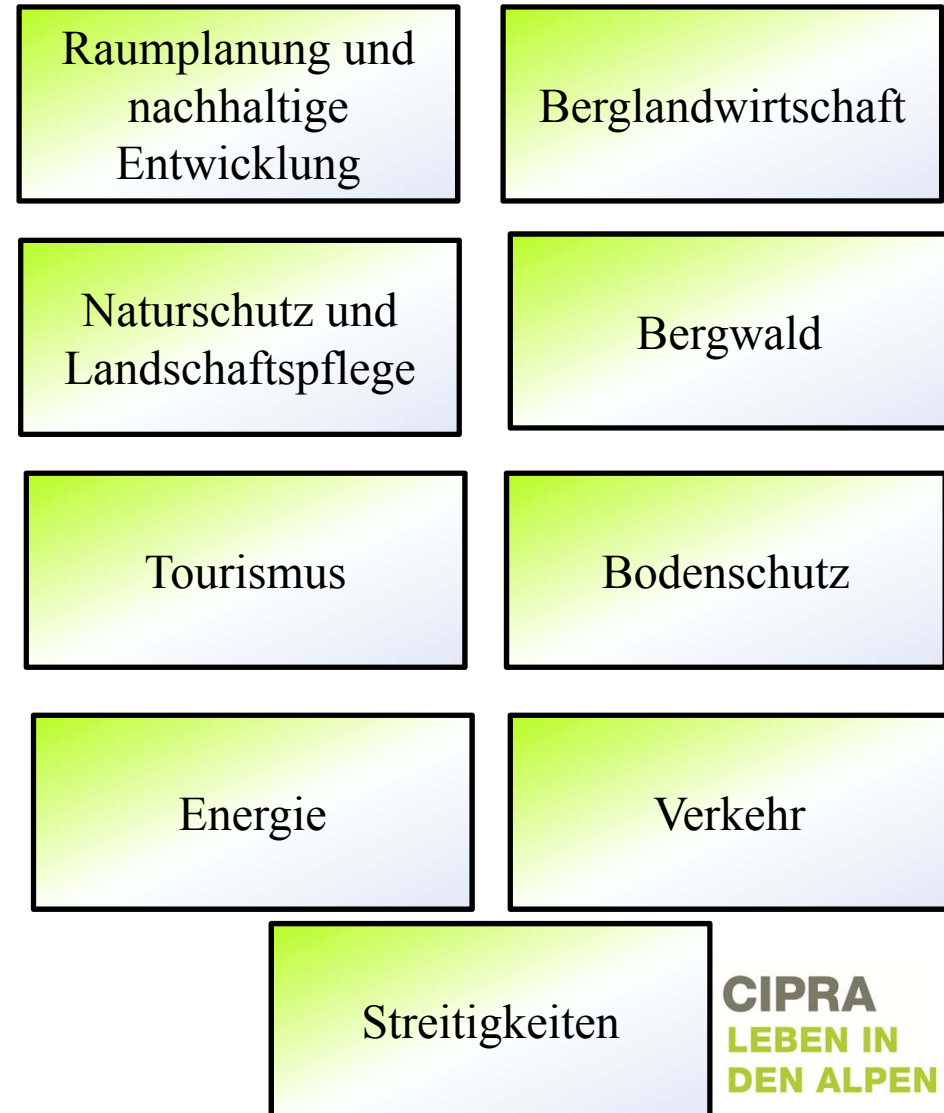 Raumplanung und
nachhaltige
Entwicklung
Berglandwirtschaft
Naturschutz und
Landschaftspflege
Bergwald
Tourismus
Bodenschutz
Energie
Verkehr
Streitigkeiten
CIPRA
LEBEN IN
DEN ALPEN